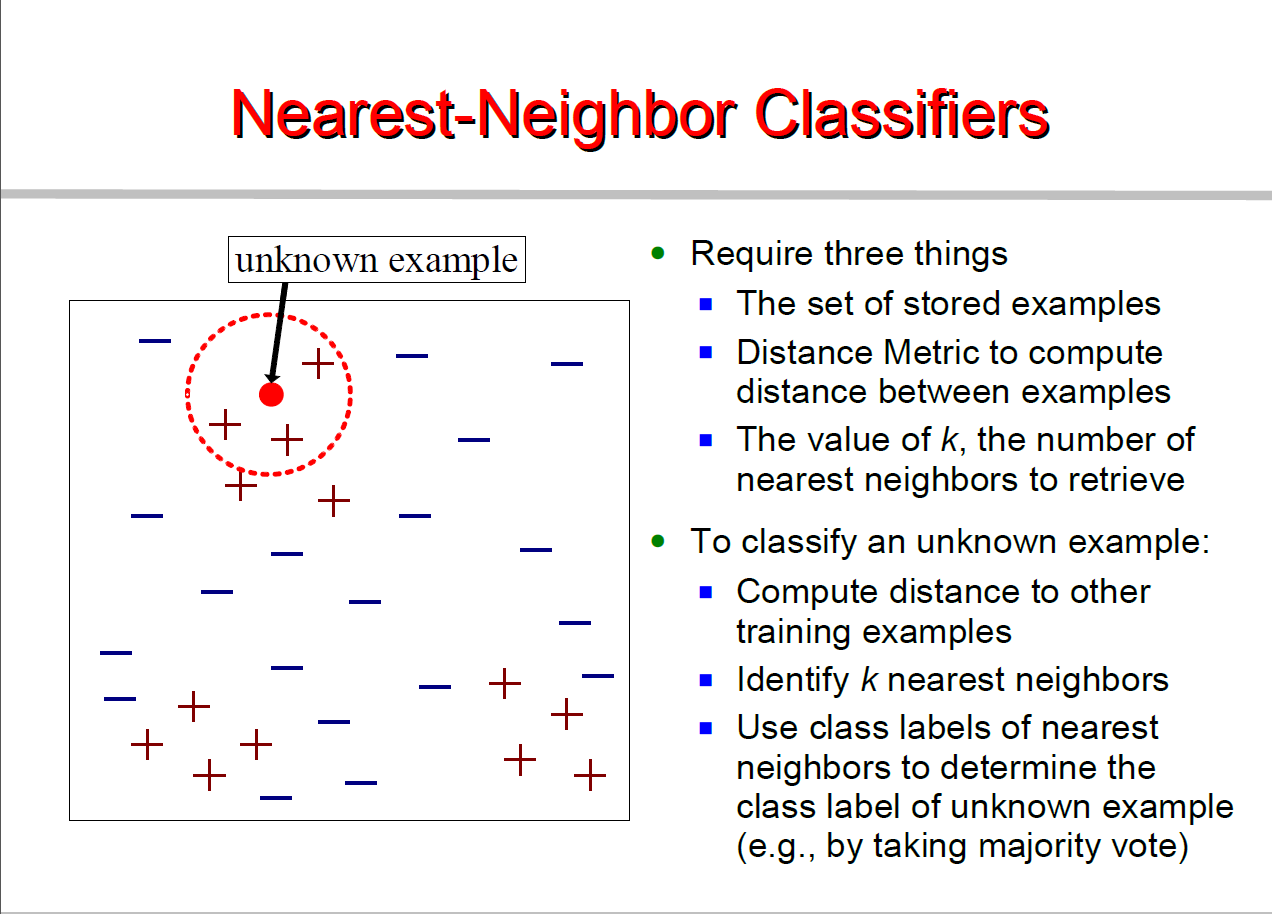 Nearest-Neighbor Classifiers
unknown example
Require three things
The set of stored examples
Distance Metric to compute
distance between examples
The value of k, the number of
nearest neighbors to retrieve
To classify an unknown example:
Compute distance to other
training examples
Identify k nearest neighbors
Use class labels of nearest
neighbors to determine the
class label of unknown example
(e.g., by taking majority vote)